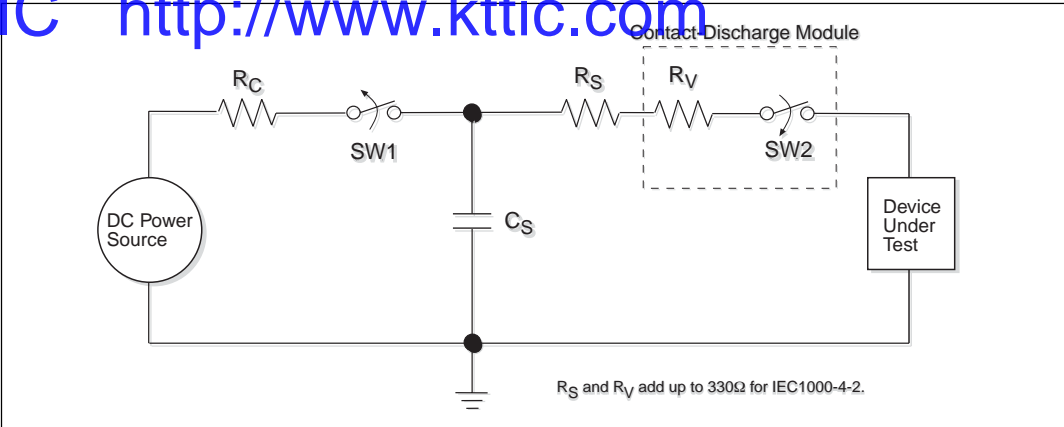 IC http://www.kttic.com
Contact-Discharge Module
RC
RS
RV
SW1
SW2
DC Power
Source
CS
Device
Under
Test
RS and RV add up to 330Ω for IEC1000-4-2.